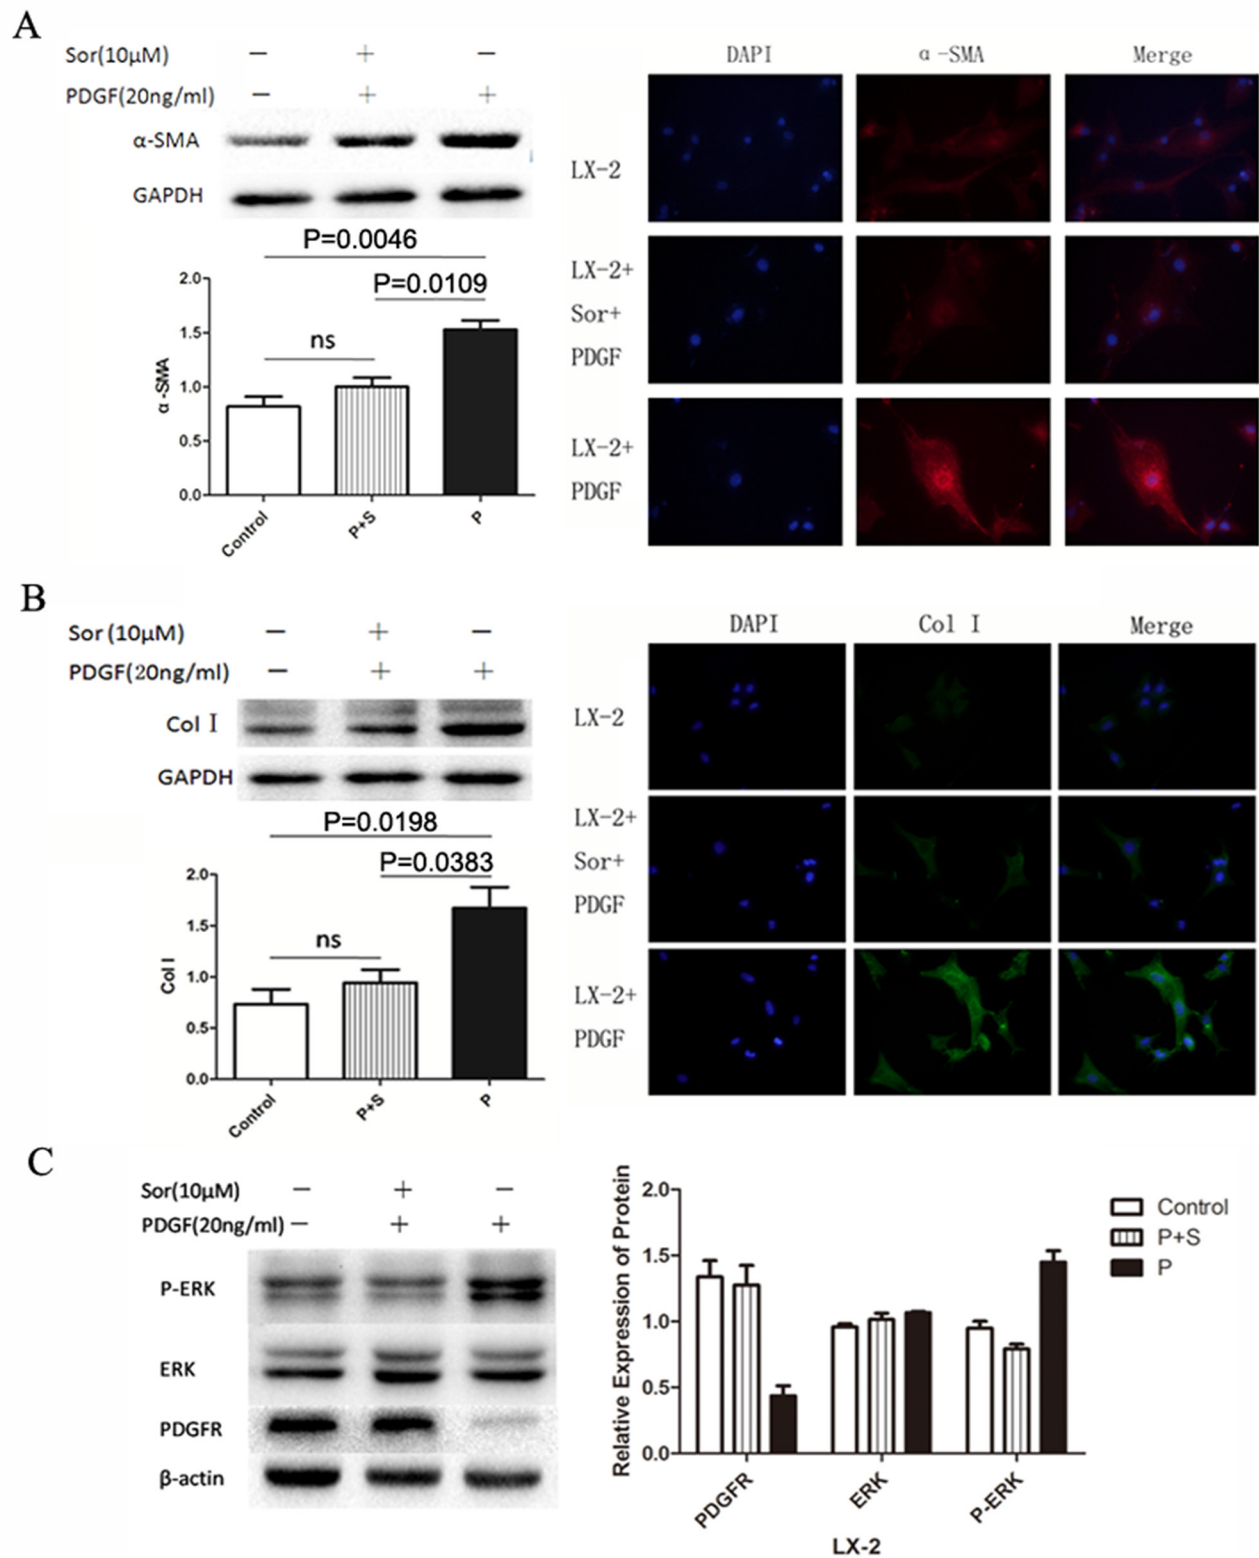 A
Sor(10μM) − + −
PDGF(20ng/ml) − + +
α-SMA
GAPDH
P=0.0046
P=0.0109
ns
α-SMA
2.0
1.5
1.0
0.5
0.0
Control P+S P
DAPI α-SMA Merge
LX-2
LX-2+
Sor+
PDGF
LX-2+
PDGF
B
Sor (10μM) − + −
PDGF(20ng/ml) − + +
Col I
GAPDH
P=0.0198
P=0.0383
ns
Col I
2.0
1.5
1.0
0.5
0.0
Control P+S P
DAPI Col I Merge
LX-2
LX-2+
Sor+
PDGF
LX-2+
PDGF
C
Sor(10μM) − + −
PDGF(20ng/ml) − + +
P-ERK
ERK
PDGFR
β-actin
Relative Expression of Protein
2.0
1.5
1.0
0.5
0.0
PDGFR ERK P-ERK
LX-2
Control
P+S
P